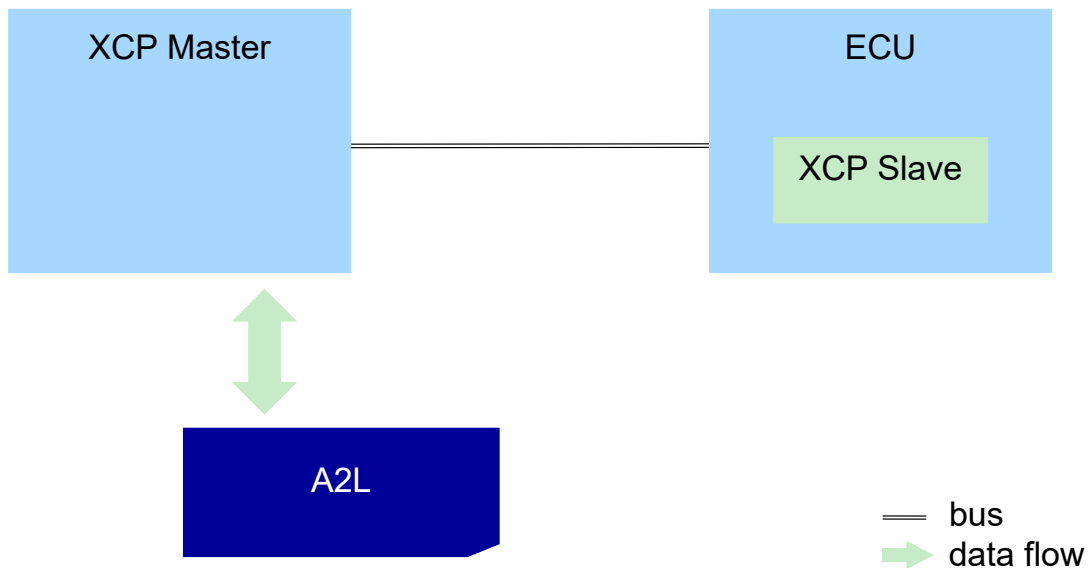 XCP Master
ECU
XCP Slave
A2L
bus
data flow